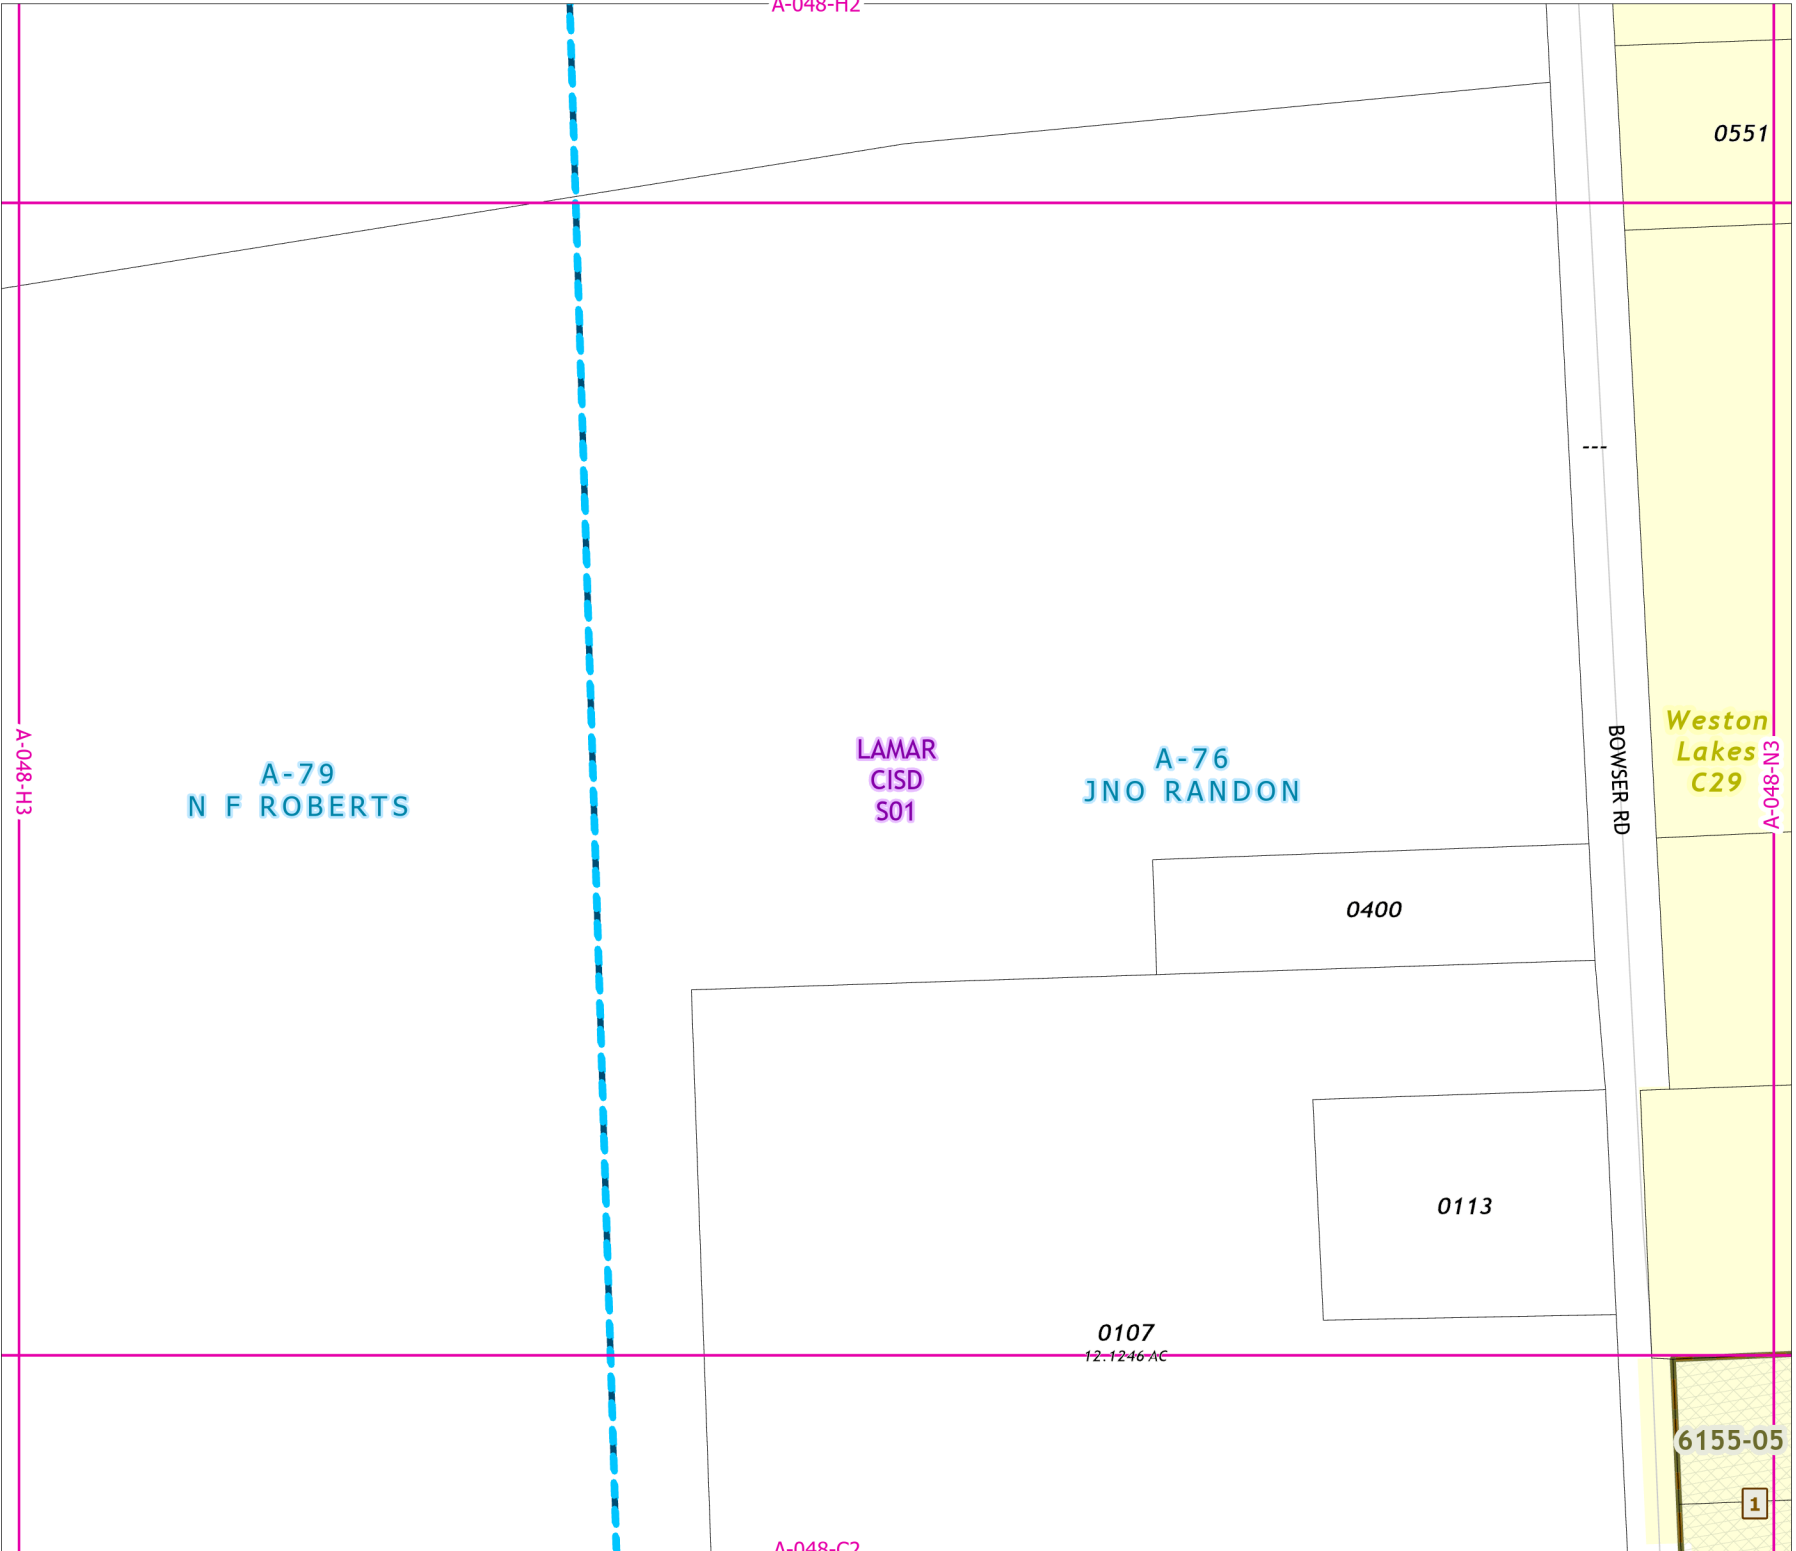 A-048-H2
0551
---
A-048-H3
A-79
N F ROBERTS
LAMAR
CISD
S01
A-76
JNO RANDON
BOWSER RD
Weston
Lakes
C29
A-048-N3
0400
0113
0107
12.1246 AC
6155-05
1
A-048-C2